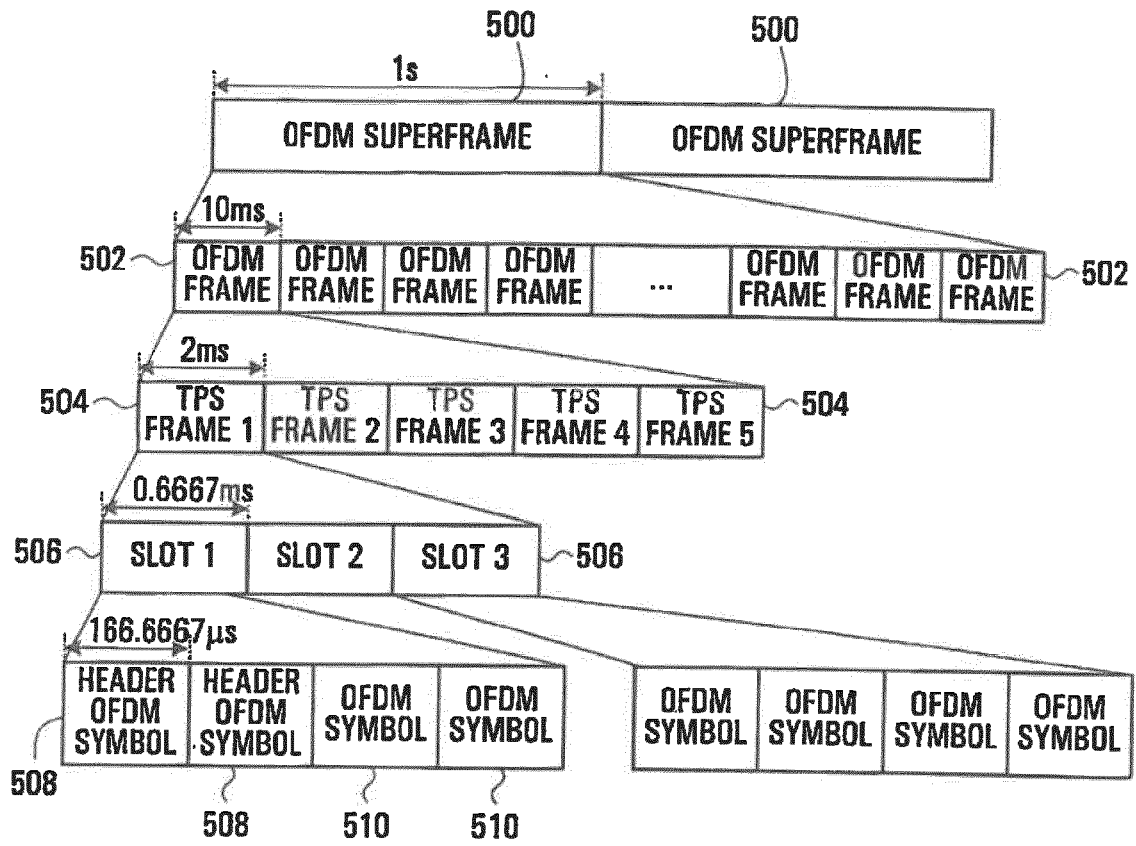 500
500
1s
OFDM SUPERFRAME
OFDM SUPERFRAME
10ms
502
OFDM FRAME
OFDM FRAME
OFDM FRAME
OFDM FRAME
...
OFDM FRAME
OFDM FRAME
OFDM FRAME
502
2ms
504
TPS FRAME 1
TPS FRAME 2
TPS FRAME 3
TPS FRAME 4
TPS FRAME 5
504
0.6667ms
506
SLOT 1
SLOT 2
SLOT 3
506
166.6667µs
HEADER OFDM SYMBOL
HEADER OFDM SYMBOL
OFDM SYMBOL
OFDM SYMBOL
OFDM SYMBOL
OFDM SYMBOL
OFDM SYMBOL
OFDM SYMBOL
508
508
510
510